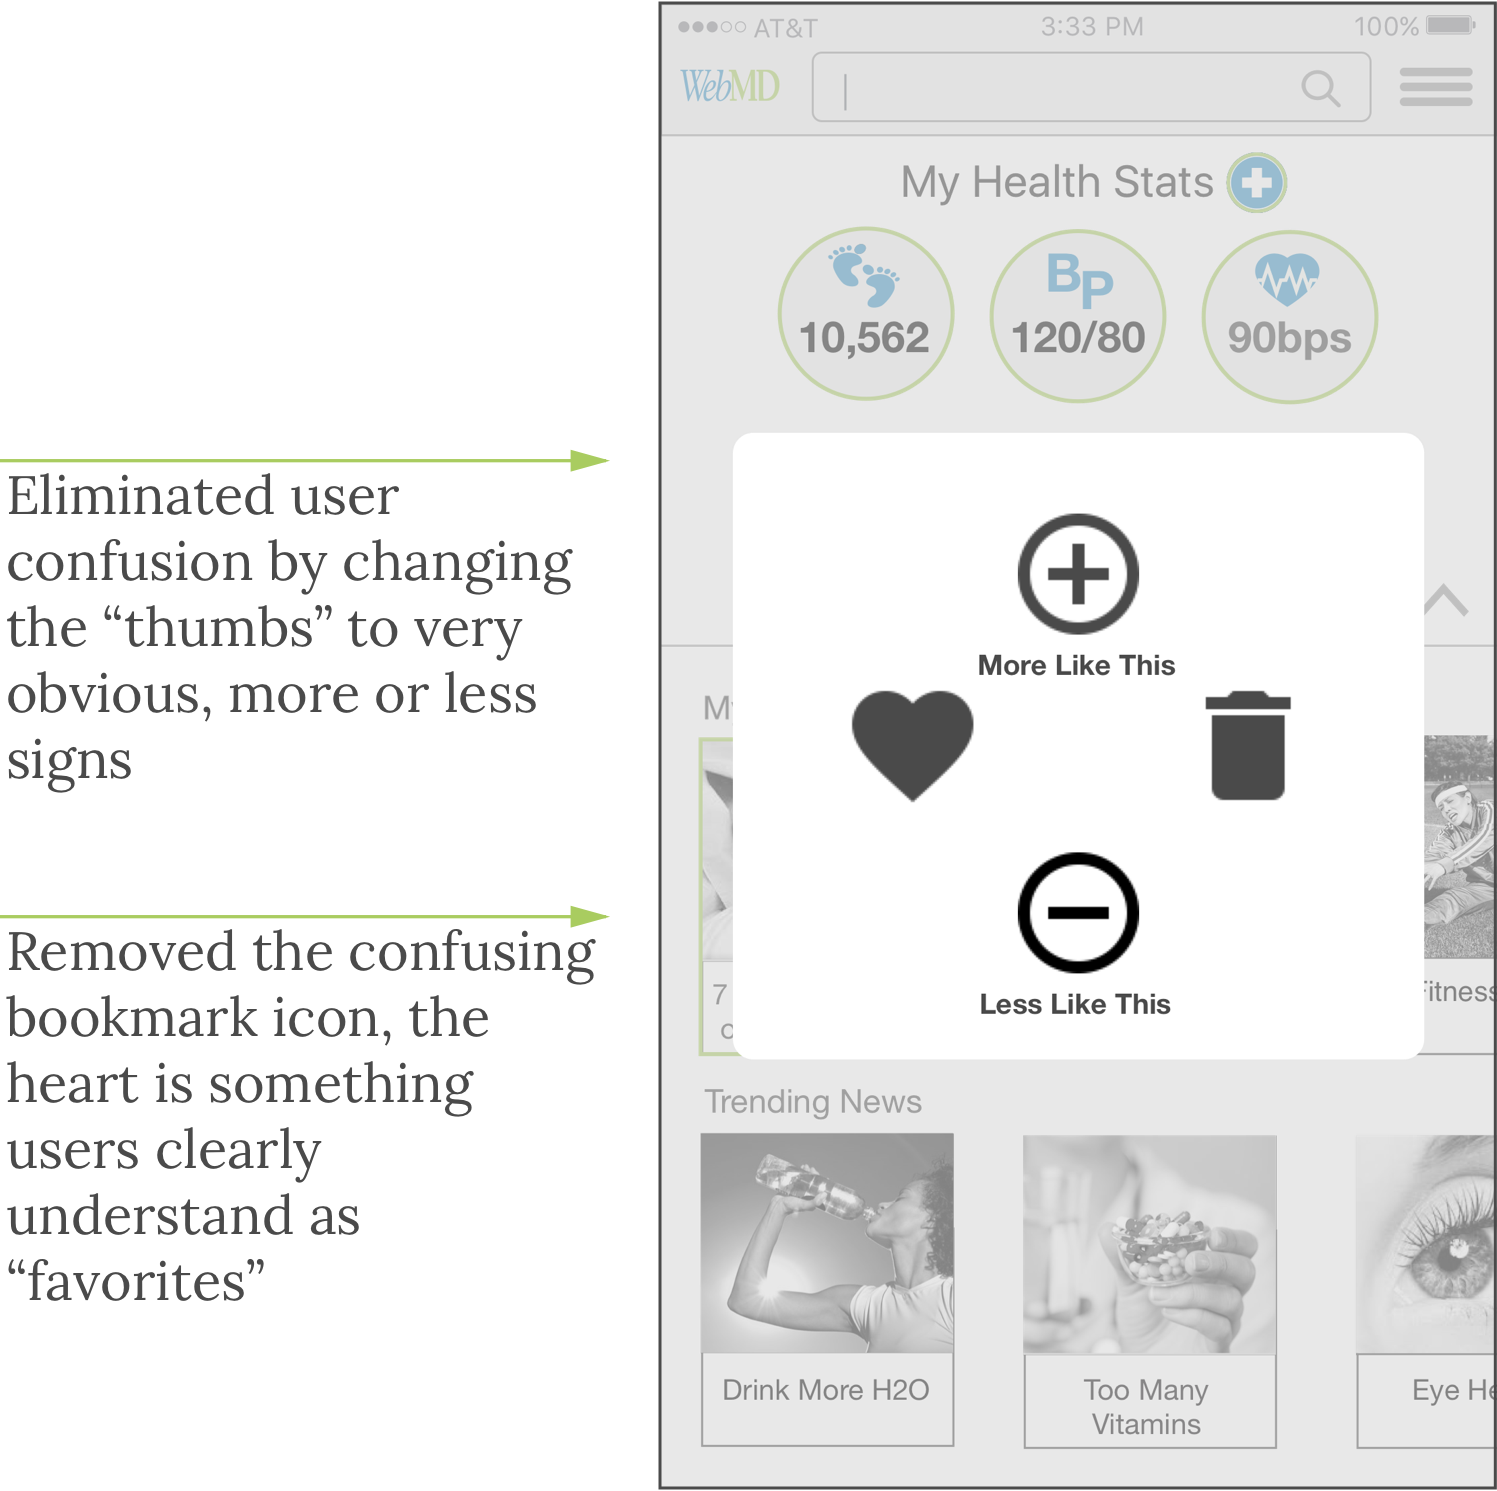 Eliminated user
confusion by changing
the “thumbs” to very
obvious, more or less
signs
Removed the confusing
bookmark icon, the
heart is something
users clearly
understand as
“favorites”
AT&T
3:33 PM
100%
WebMD
My Health Stats
10,562
BP
120/80
90bps
More Like This
Less Like This
7
Fitness
Trending News
Drink More H2O
Too Many
Vitamins
Eye